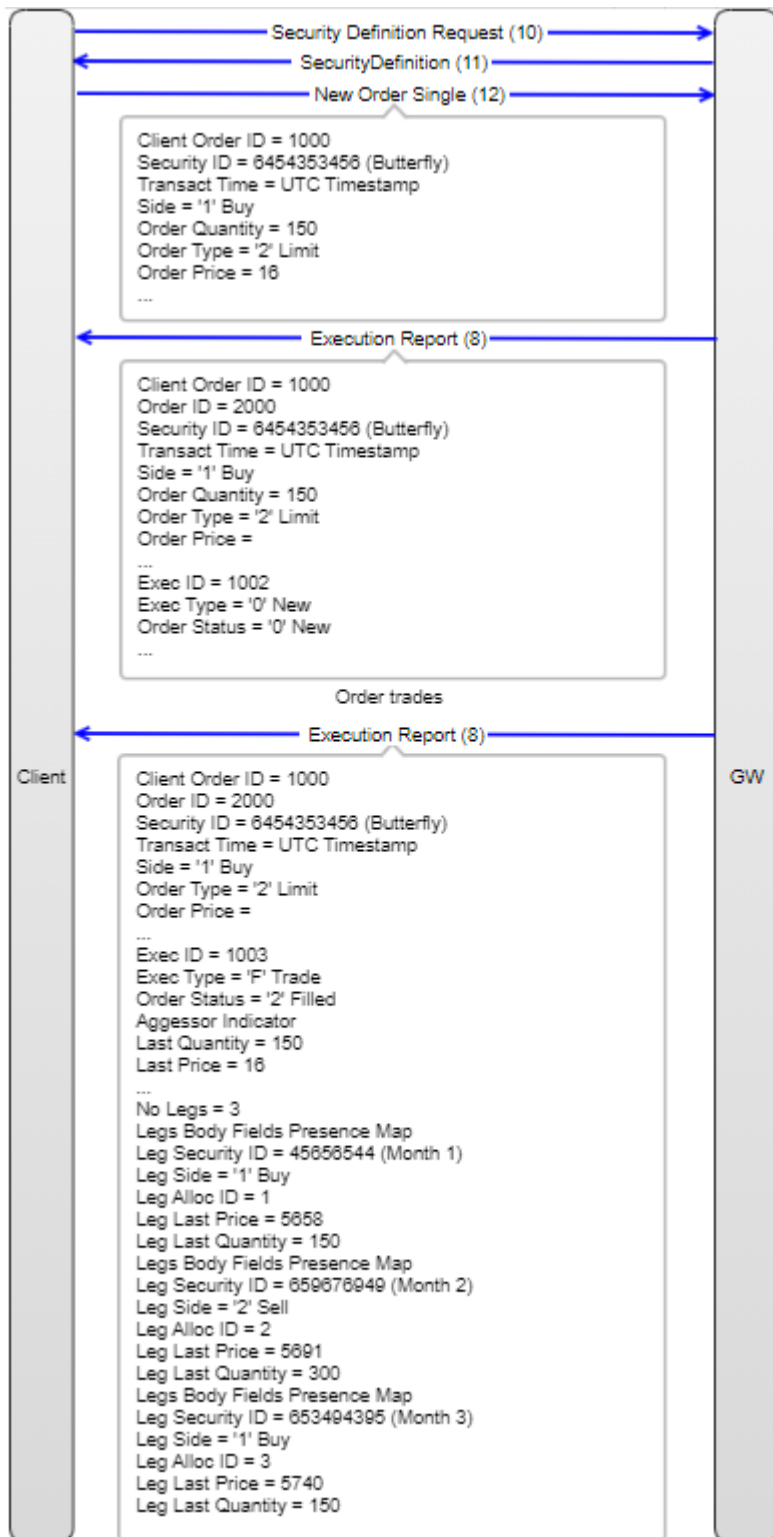 Security Definition Request (10)
SecurityDefinition (11)
New Order Single (12)
Client Order ID = 1000
Security ID = 6454353456 (Butterfly)
Transact Time = UTC Timestamp
Side = '1' Buy
Order Quantity = 150
Order Type = '2' Limit
Order Price = 16
...
Execution Report (8)
Client Order ID = 1000
Order ID = 2000
Security ID = 6454353456 (Butterfly)
Transact Time = UTC Timestamp
Side = '1' Buy
Order Quantity = 150
Order Type = '2' Limit
Order Price =
...
Exec ID = 1002
Exec Type = '0' New
Order Status = '0' New
...
Order trades
Execution Report (8)
Client
GW
Client Order ID = 1000
Order ID = 2000
Security ID = 6454353456 (Butterfly)
Transact Time = UTC Timestamp
Side = '1' Buy
Order Type = '2' Limit
Order Price =
...
Exec ID = 1003
Exec Type = 'F' Trade
Order Status = '2' Filled
Aggessor Indicator
Last Quantity = 150
Last Price = 16
...
No Legs = 3
Legs Body Fields Presence Map
Leg Security ID = 45656544 (Month 1)
Leg Side = '1' Buy
Leg Alloc ID = 1
Leg Last Price = 5658
Leg Last Quantity = 150
Legs Body Fields Presence Map
Leg Security ID = 659676949 (Month 2)
Leg Side = '2' Sell
Leg Alloc ID = 2
Leg Last Price = 5691
Leg Last Quantity = 300
Legs Body Fields Presence Map
Leg Security ID = 653494395 (Month 3)
Leg Side = '1' Buy
Leg Alloc ID = 3
Leg Last Price = 5740
Leg Last Quantity = 150